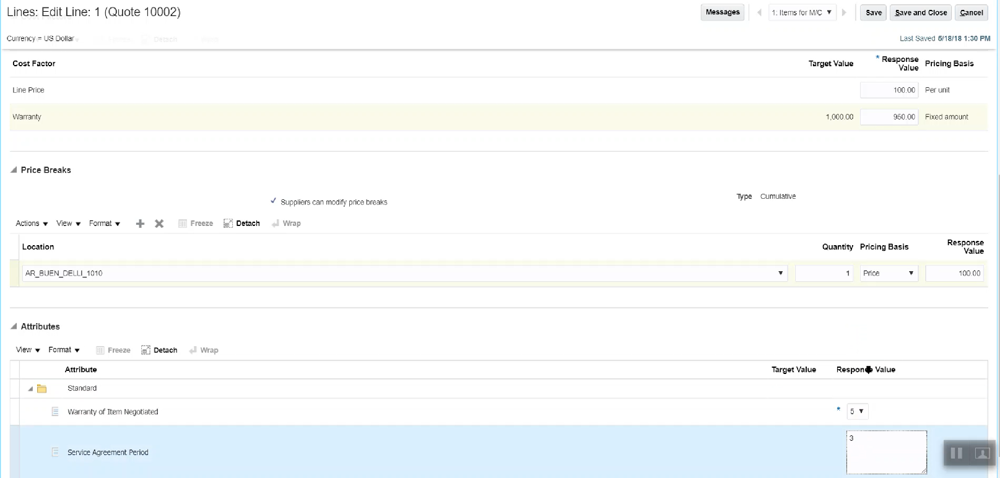 Lines: Edit Line: 1 (Quote 10002)
Messages
1: Items for M/C
Save
Save and Close
Cancel
Currency = US Dollar
Detach
Last Saved 5/18/18 1:30 PM
Cost Factor
Target Value
* Response Value
Pricing Basis
Line Price
100.00
Per unit
Warranty
1,000.00
950.00
Fixed amount
Price Breaks
Suppliers can modify price breaks
Type Cumulative
Actions
View
Format
Freeze
Detach
Wrap
Location
Quantity
Pricing Basis
Response Value
AR_BUEN_DELLI_1010
1
Price
100.00
Attributes
View
Format
Freeze
Detach
Wrap
Attribute
Target Value
Response Value
Standard
Warranty of Item Negotiated
* 5
Service Agreement Period
3